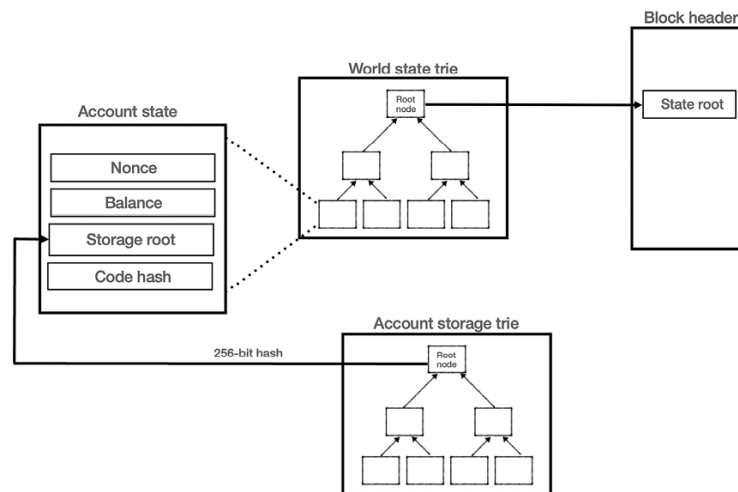 Block header
World state trie
Root
node
State root
Account state
Nonce
Balance
Storage root
Code hash
Account storage trie
256-bit hash
Root
node